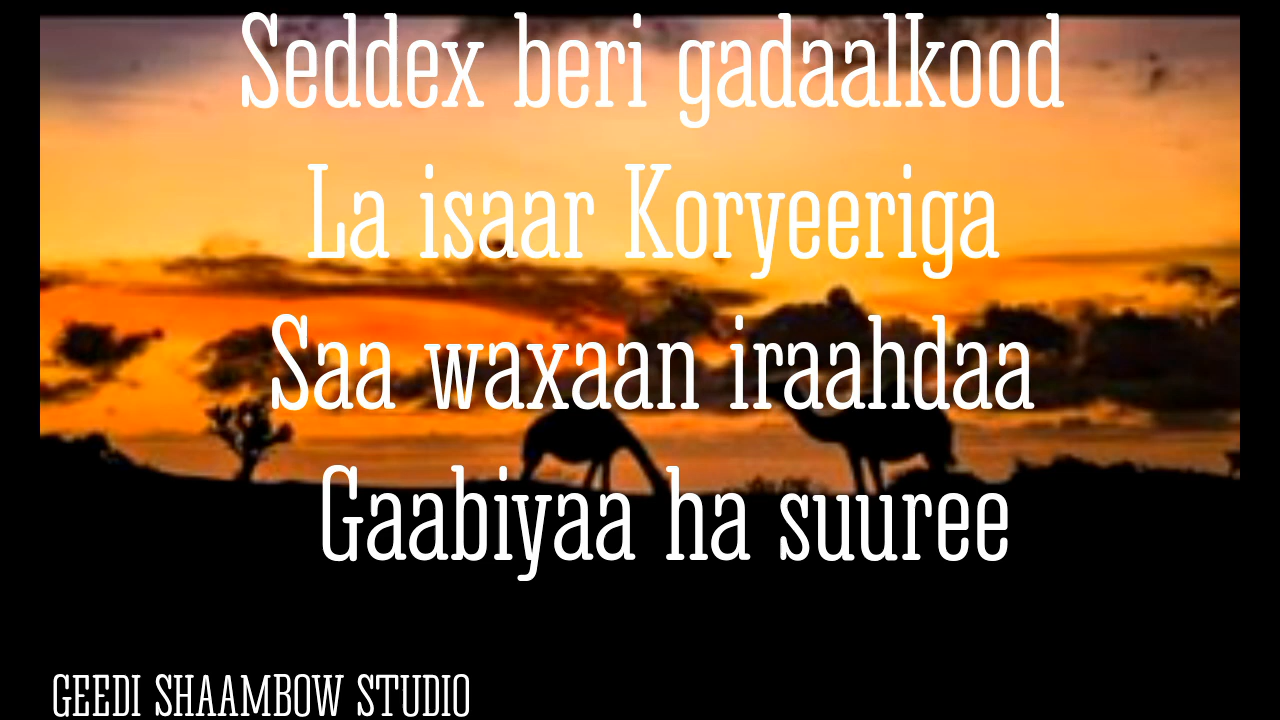 Seddex beri gadaalkood
La isaar Koryeeriga
Saa waxaan iraahdaa
Gaabiyaa ha suuree
GEEDI SHAAMBOW STUDIO